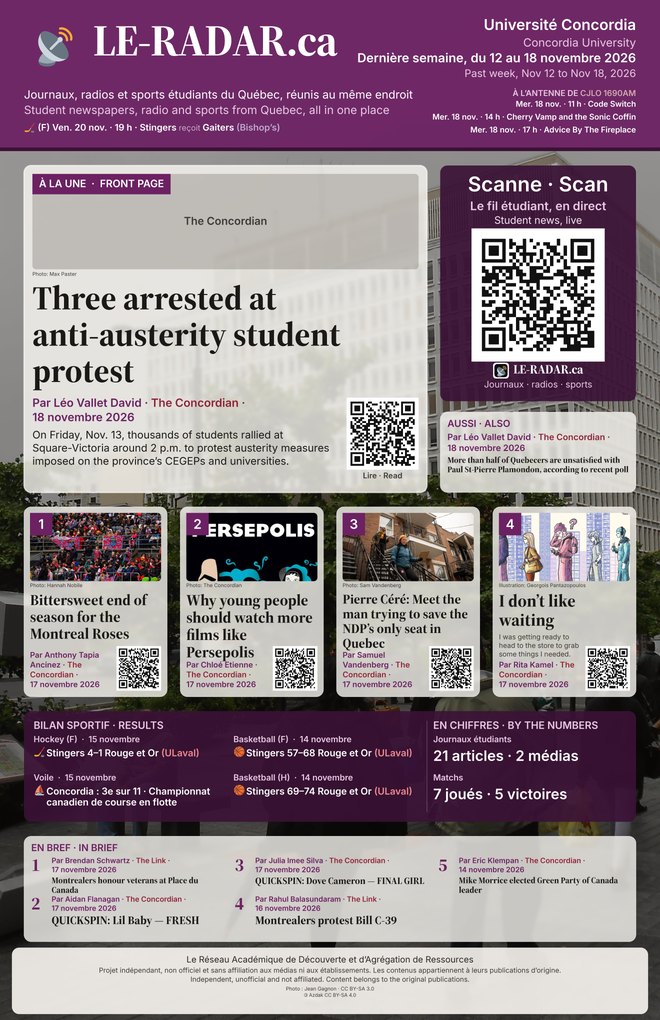 LE-RADAR.ca
Journaux, radios et sports étudiants du Québec, réunis au même endroit
Student newspapers, radio and sports from Quebec, all in one place
(F) Ven. 20 nov. · 19 h · Stingers reçoit Gaiters (Bishop's)
Université Concordia
Concordia University
Dernière semaine, du 12 au 18 novembre 2026
Past week, Nov 12 to Nov 18, 2026
À L'ANTENNE DE CJLO 1690AM
Mer. 18 nov. · 11 h · Code Switch
Mer. 18 nov. · 14 h · Cherry Vamp and the Sonic Coffin
Mer. 18 nov. · 17 h · Advice By The Fireplace
À LA UNE · FRONT PAGE
The Concordian
Photo: Max Paster
Three arrested at
anti-austerity student
protest
Par Léo Vallet David · The Concordian ·
18 novembre 2026
On Friday, Nov. 13, thousands of students rallied at
Square-Victoria around 2 p.m. to protest austerity measures
imposed on the province's CEGEPs and universities.
Lire · Read
Scanne · Scan
Le fil étudiant, en direct
Student news, live
LE-RADAR.ca
Journaux · radios · sports
AUSSI · ALSO
Par Léo Vallet David · The Concordian ·
18 novembre 2026
More than half of Quebecers are unsatisfied with
Paul St-Pierre Plamondon, according to recent poll
1
Photo: Hannah Nobile
Bittersweet end of
season for the
Montreal Roses
Par Anthony Tapia
Ancinez · The
Concordian ·
17 novembre 2026
2
PERSEPOLIS
Photo: The Concordian
Why young people
should watch more
films like
Persepolis
Par Chloé Étienne ·
The Concordian ·
17 novembre 2026
3
Photo: Sam Vandenberg
Pierre Céré: Meet the
man trying to save the
NDP's only seat in
Quebec
Par Samuel
Vandenberg · The
Concordian ·
17 novembre 2026
4
Illustration: Georgois Pantazopoulos
I don't like
waiting
I was getting ready to
head to the store to grab
some things I needed.
Par Rita Kamel · The
Concordian ·
17 novembre 2026
BILAN SPORTIF · RESULTS
Hockey (F) · 15 novembre
Stingers 4–1 Rouge et Or (ULaval)
Basketball (F) · 14 novembre
Stingers 57–68 Rouge et Or (ULaval)
Voile · 15 novembre
Concordia : 3e sur 11 · Championnat
canadien de course en flotte
Basketball (H) · 14 novembre
Stingers 69–74 Rouge et Or (ULaval)
EN CHIFFRES · BY THE NUMBERS
Journaux étudiants
21 articles · 2 médias
Matchs
7 joués · 5 victoires
EN BREF · IN BRIEF
1
Par Brendan Schwartz · The Link ·
17 novembre 2026
Montrealers honour veterans at Place du
Canada
2
Par Aidan Flanagan · The Concordian ·
17 novembre 2026
QUICKSPIN: Lil Baby — FRESH
3
Par Julia Imee Silva · The Concordian ·
17 novembre 2026
QUICKSPIN: Dove Cameron — FINAL GIRL
4
Par Rahul Balasundaram · The Link ·
16 novembre 2026
Montrealers protest Bill C-39
5
Par Eric Klempan · The Concordian ·
14 novembre 2026
Mike Morrice elected Green Party of Canada
leader
Le Réseau Académique de Découverte et d'Agrégation de Ressources
Projet indépendant, non officiel et sans affiliation aux médias ni aux établissements. Les contenus appartiennent à leurs publications d'origine.
Independent, unofficial and not affiliated. Content belongs to the original publications.
Photo : Jean Gagnon · CC BY-SA 3.0
© Azdak CC BY-SA 4.0